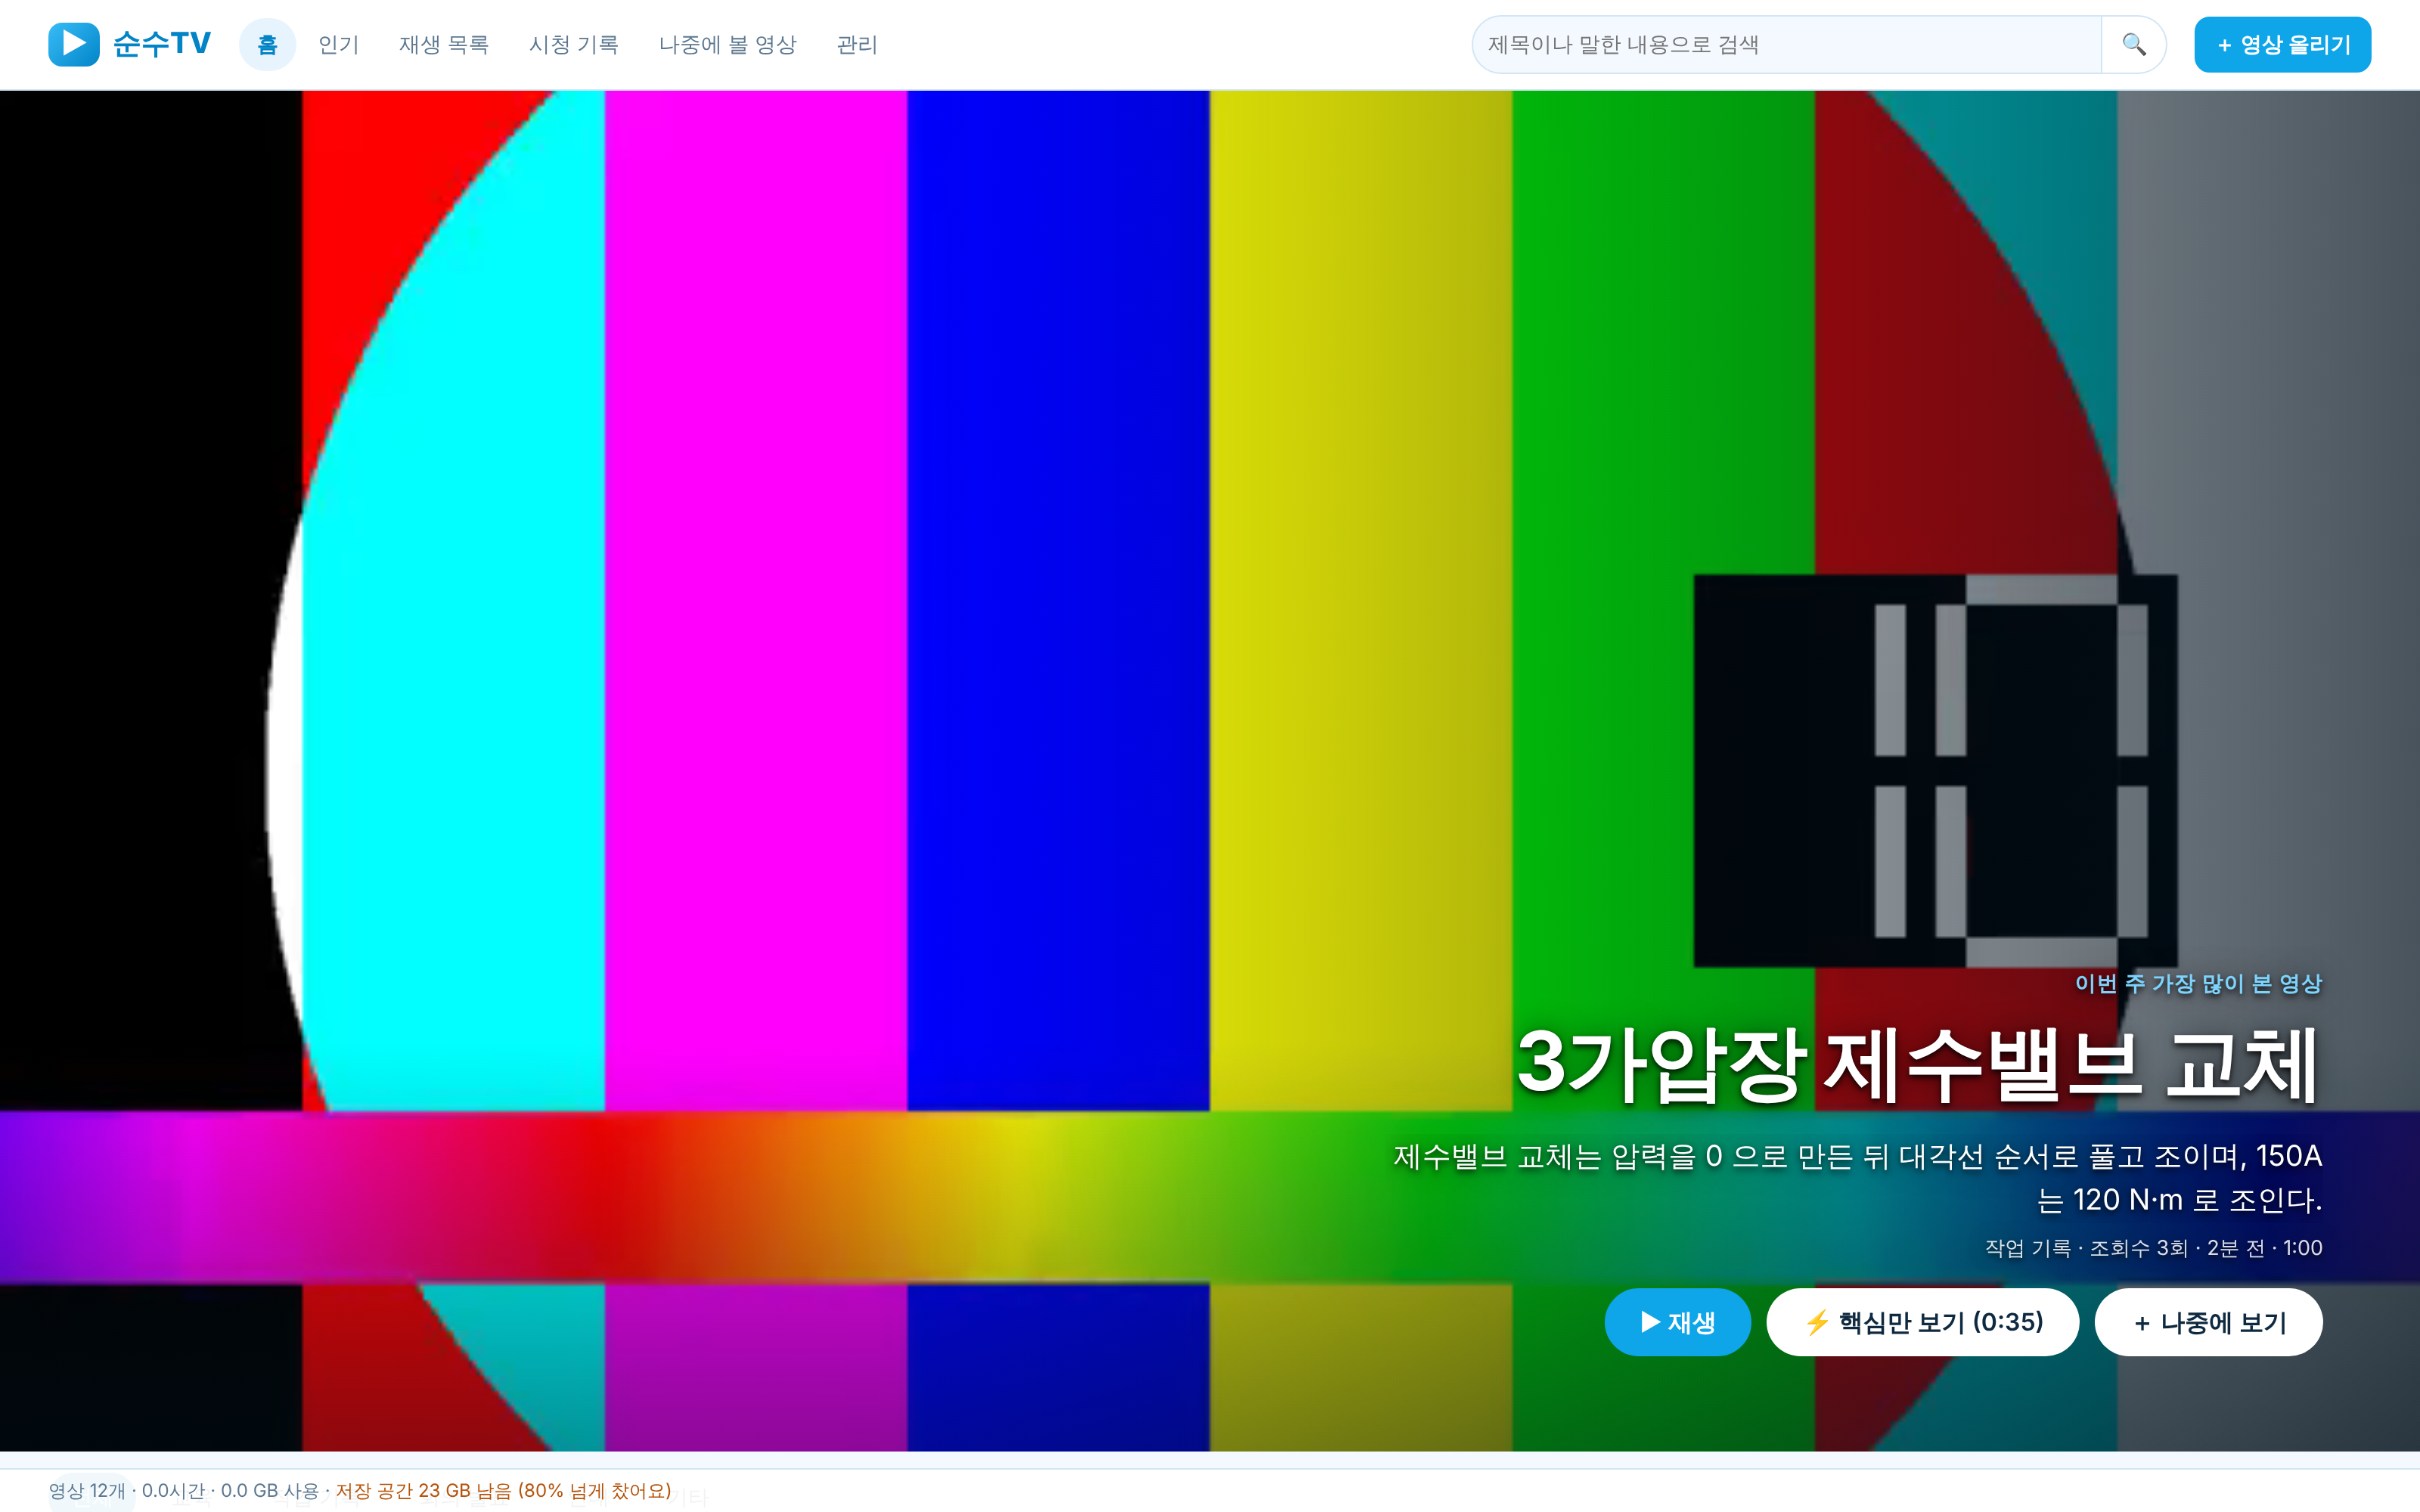 순수TV
홈
인기
재생 목록
시청 기록
나중에 볼 영상
관리
제목이나 말한 내용으로 검색
+ 영상 올리기
이번 주 가장 많이 본 영상
3가압장 제수밸브 교체
제수밸브 교체는 압력을 0 으로 만든 뒤 대각선 순서로 풀고 조이며, 150A
는 120 N·m 로 조인다.
작업 기록 · 조회수 3회 · 2분 전 · 1:00
▶ 재생
⚡ 핵심만 보기 (0:35)
+ 나중에 보기
영상 12개 · 0.0시간 · 0.0 GB 사용 · 저장 공간 23 GB 남음 (80% 넘게 찼어요)
기타